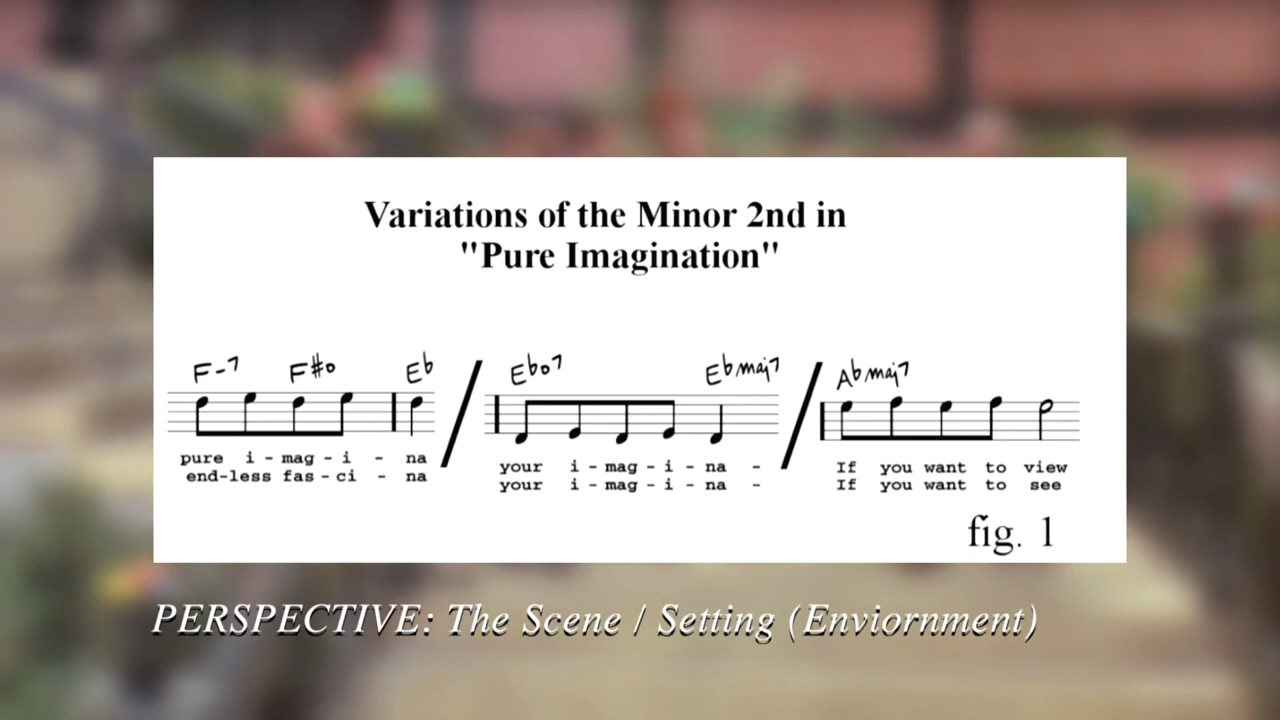 Variations of the Minor 2nd in
"Pure Imagination"
F-7 F#o Eb / Ebo7 Ebmaj7 / Abmaj7
pure i - mag - i - na your i - mag - i - na - If you want to view
end-less fas - ci - na your i - mag - i - na - If you want to see
fig. 1
PERSPECTIVE: The Scene / Setting (Enviornment)